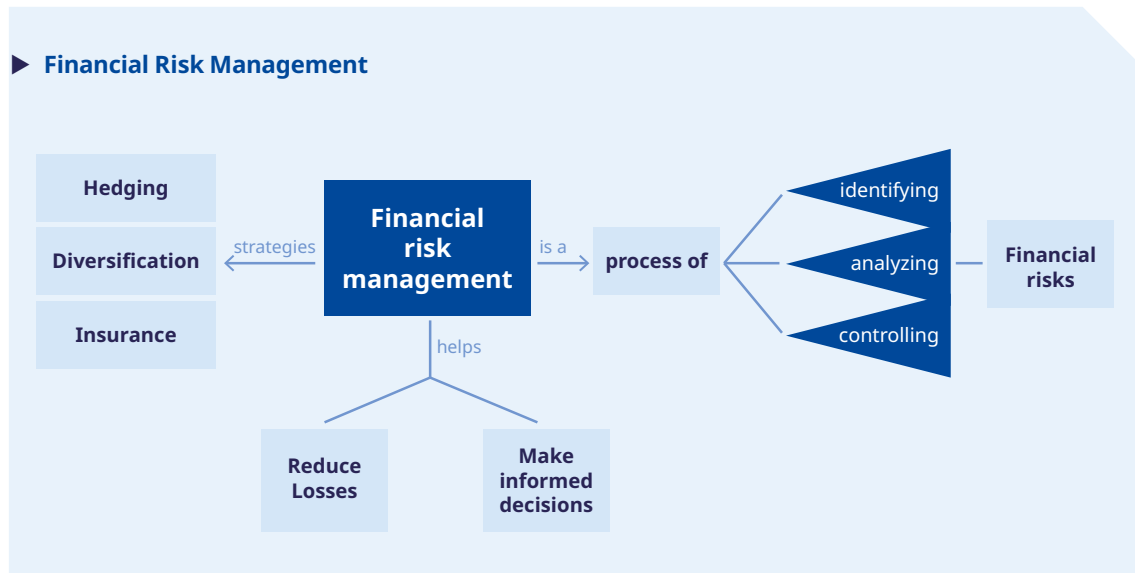 Financial Risk Management
Hedging
Diversification
Insurance
strategies
Financial
risk
management
is a
process of
identifying
analyzing
controlling
Financial
risks
helps
Reduce
Losses
Make
informed
decisions